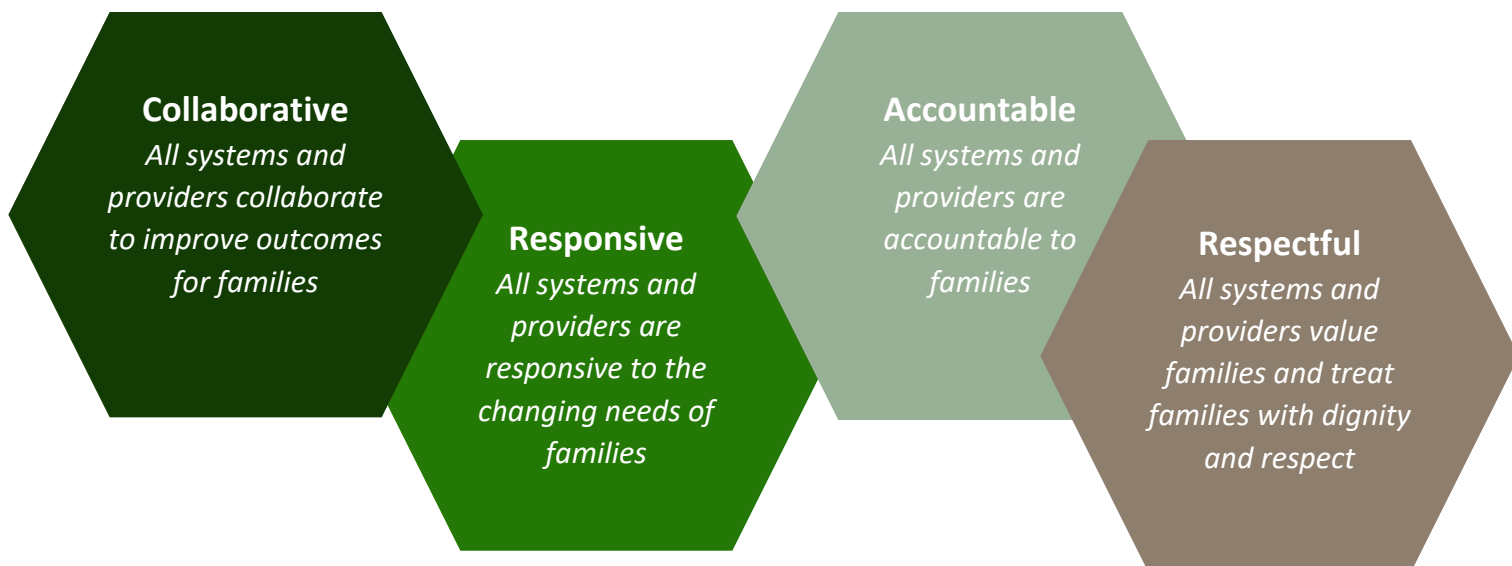 Collaborative
All systems and
providers collaborate
to improve outcomes
for families
Responsive
All systems and
providers are
responsive to the
changing needs of
families
Accountable
All systems and
providers are
accountable to
families
Respectful
All systems and
providers value
families and treat
families with dignity
and respect